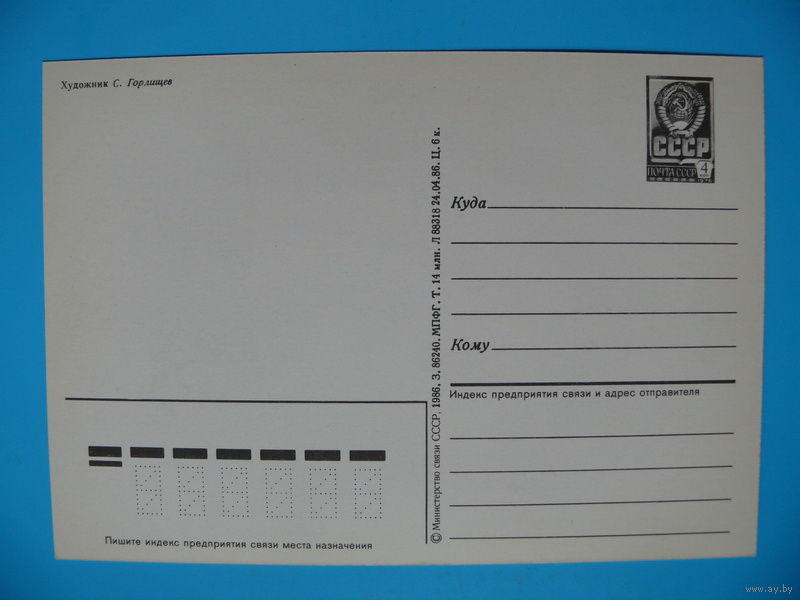 Художник С. Горлищев
СССР
ПОЧТА СССР 4 КОП
© Министерство связи СССР, 1986. З. 86240. МПФГ. Т. 14 млн. Л 88318 24.04.86. Ц. 6 к.
Куда
Кому
Индекс предприятия связи и адрес отправителя
Пишите индекс предприятия связи места назначения
www.ay.by